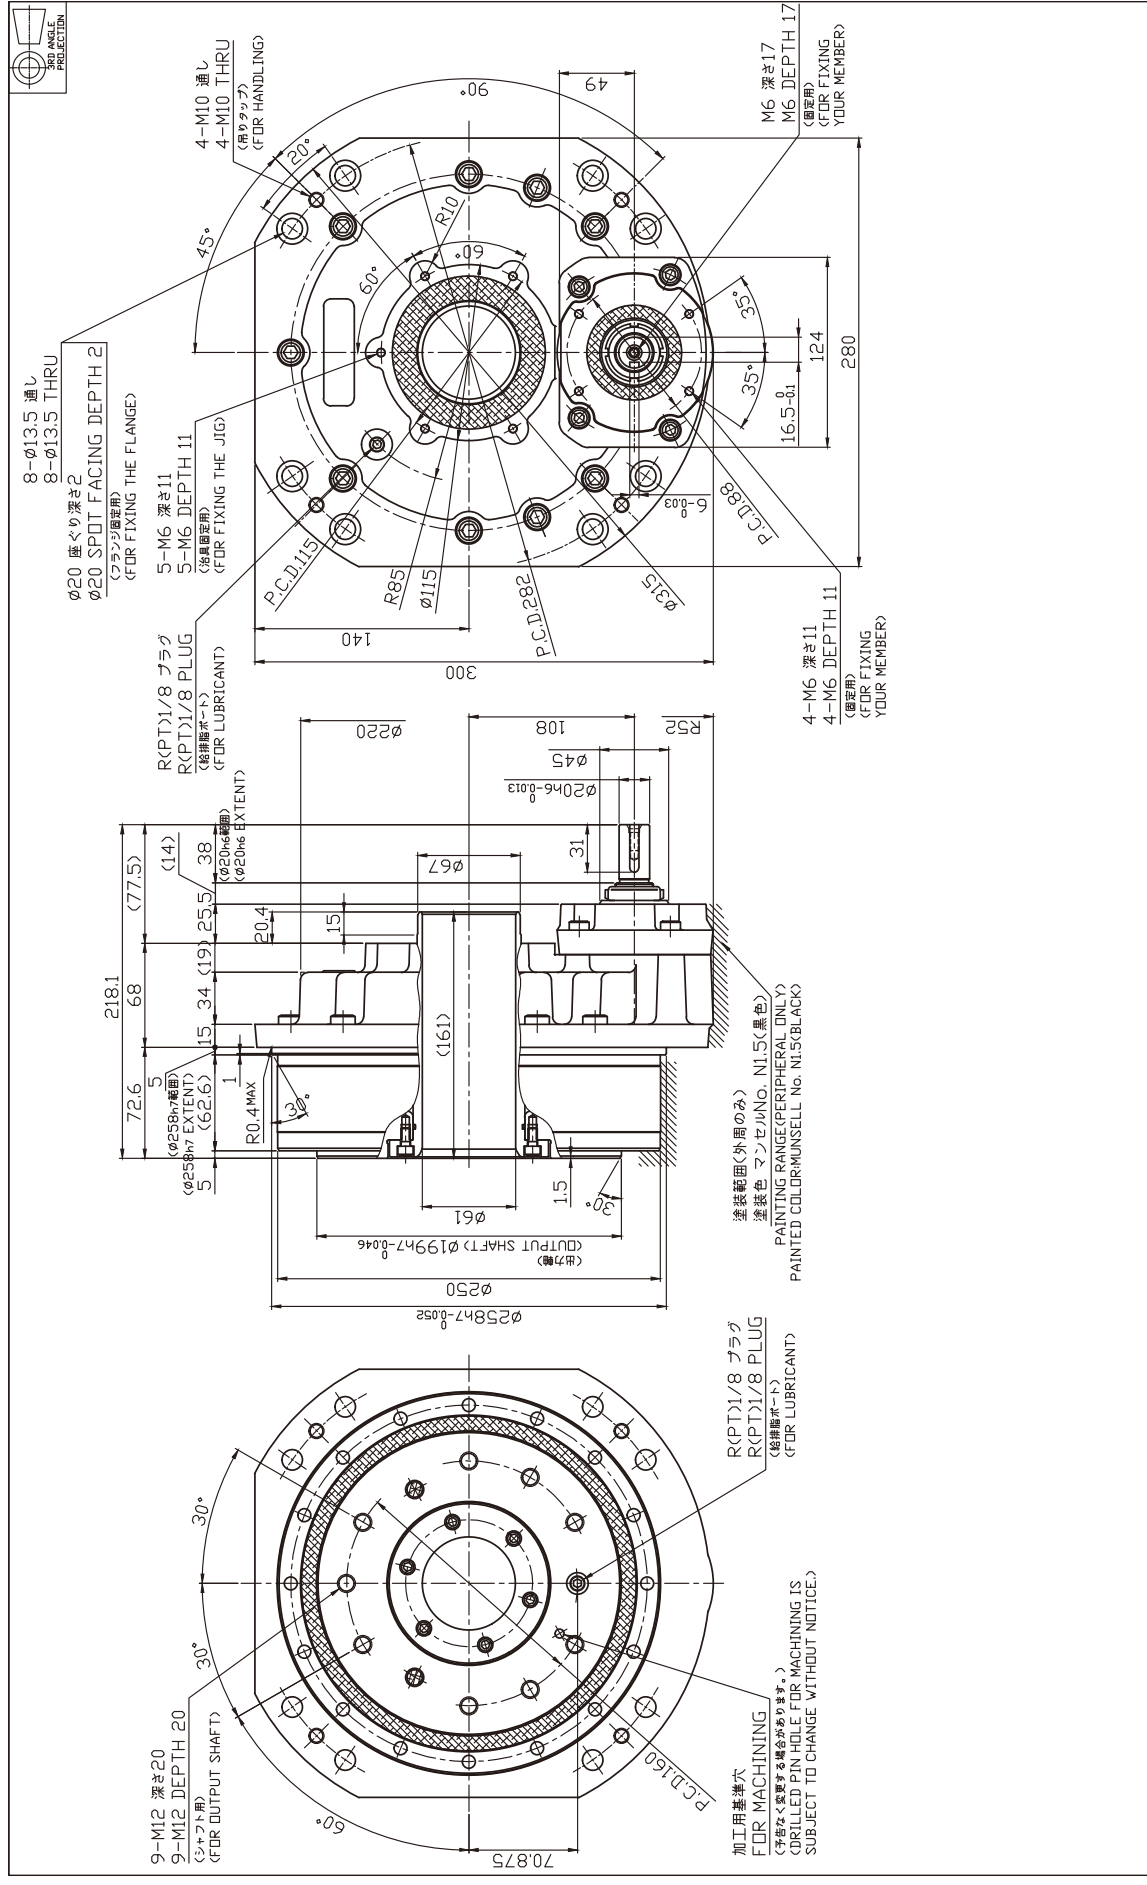 3RD ANGLE
PROJECTION
9-M12 深さ20
9-M12 DEPTH 20
(シャフト用)
(FOR OUTPUT SHAFT)
30°
30°
60°
70.875
P.C.D.160
R(PT)1/8 プラグ
R(PT)1/8 PLUG
(給排脂ポート)
(FOR LUBRICANT)
加工用基準穴
FOR MACHINING
(予告なく変更する場合があります。)
(DRILLED PIN HOLE FOR MACHINING IS
SUBJECT TO CHANGE WITHOUT NOTICE.)
218.1
72.6
68
(77.5)
5
(Ø258h7範囲)
(Ø258h7 EXTENT)
5
(62.6)
15
34
(19)
25.5
38
(14)
(Ø20h6範囲)
(Ø20h6 EXTENT)
1
R0.4MAX
30°
20.4
15
(161)
Ø67
Ø61
1.5
30°
(出力軸)
(OUTPUT SHAFT) Ø199h7 0 -0.046
Ø250
Ø258h7 0 -0.052
31
Ø220
108
R52
Ø45
Ø20h6 0 -0.013
塗装範囲(外周のみ)
塗装色 マンセルNo. N1.5(黒色)
PAINTING RANGE(PERIPHERAL ONLY)
PAINTED COLOR:MUNSELL No. N1.5(BLACK)
8-Ø13.5 通し
8-Ø13.5 THRU
Ø20 座ぐり深さ2
Ø20 SPOT FACING DEPTH 2
(フランジ固定用)
(FOR FIXING THE FLANGE)
5-M6 深さ11
5-M6 DEPTH 11
(治具固定用)
(FOR FIXING THE JIG)
R(PT)1/8 プラグ
R(PT)1/8 PLUG
(給排脂ポート)
(FOR LUBRICANT)
4-M10 通し
4-M10 THRU
(吊りタップ)
(FOR HANDLING)
45°
20°
90°
60°
60°
R10
P.C.D.115
R85
Ø115
P.C.D.282
Ø315
P.C.D.88
140
300
49
35°
35°
124
280
16.5 0 -0.1
6 0 -0.03
M6 深さ17
M6 DEPTH 17
(固定用)
(FOR FIXING
YOUR MEMBER)
4-M6 深さ11
4-M6 DEPTH 11
(固定用)
(FOR FIXING
YOUR MEMBER)